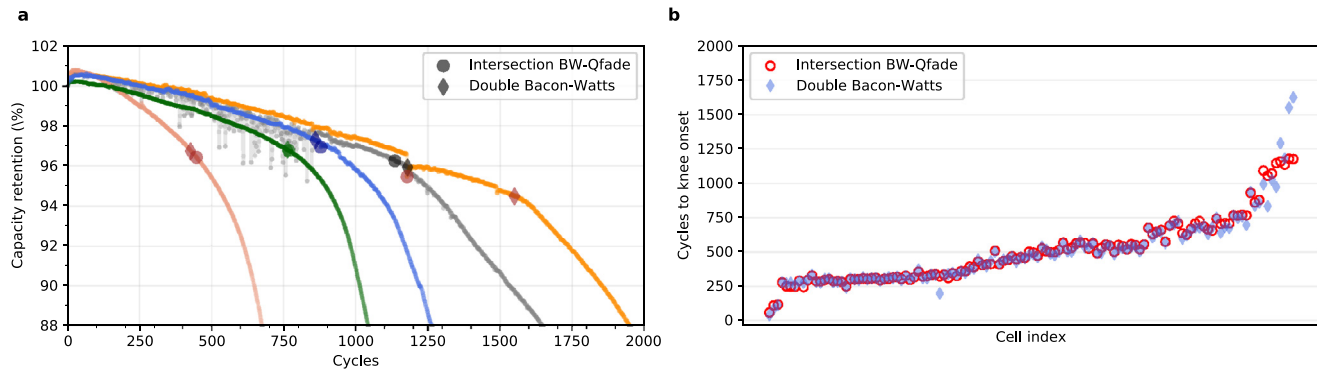 a
102
100
98
96
94
92
90
88
Capacity retention (\%)
0
250
500
750
1000
1250
1500
1750
2000
Cycles
Intersection BW-Qfade
Double Bacon-Watts
b
2000
1750
1500
1250
1000
750
500
250
0
Cycles to knee onset
Cell index
Intersection BW-Qfade
Double Bacon-Watts